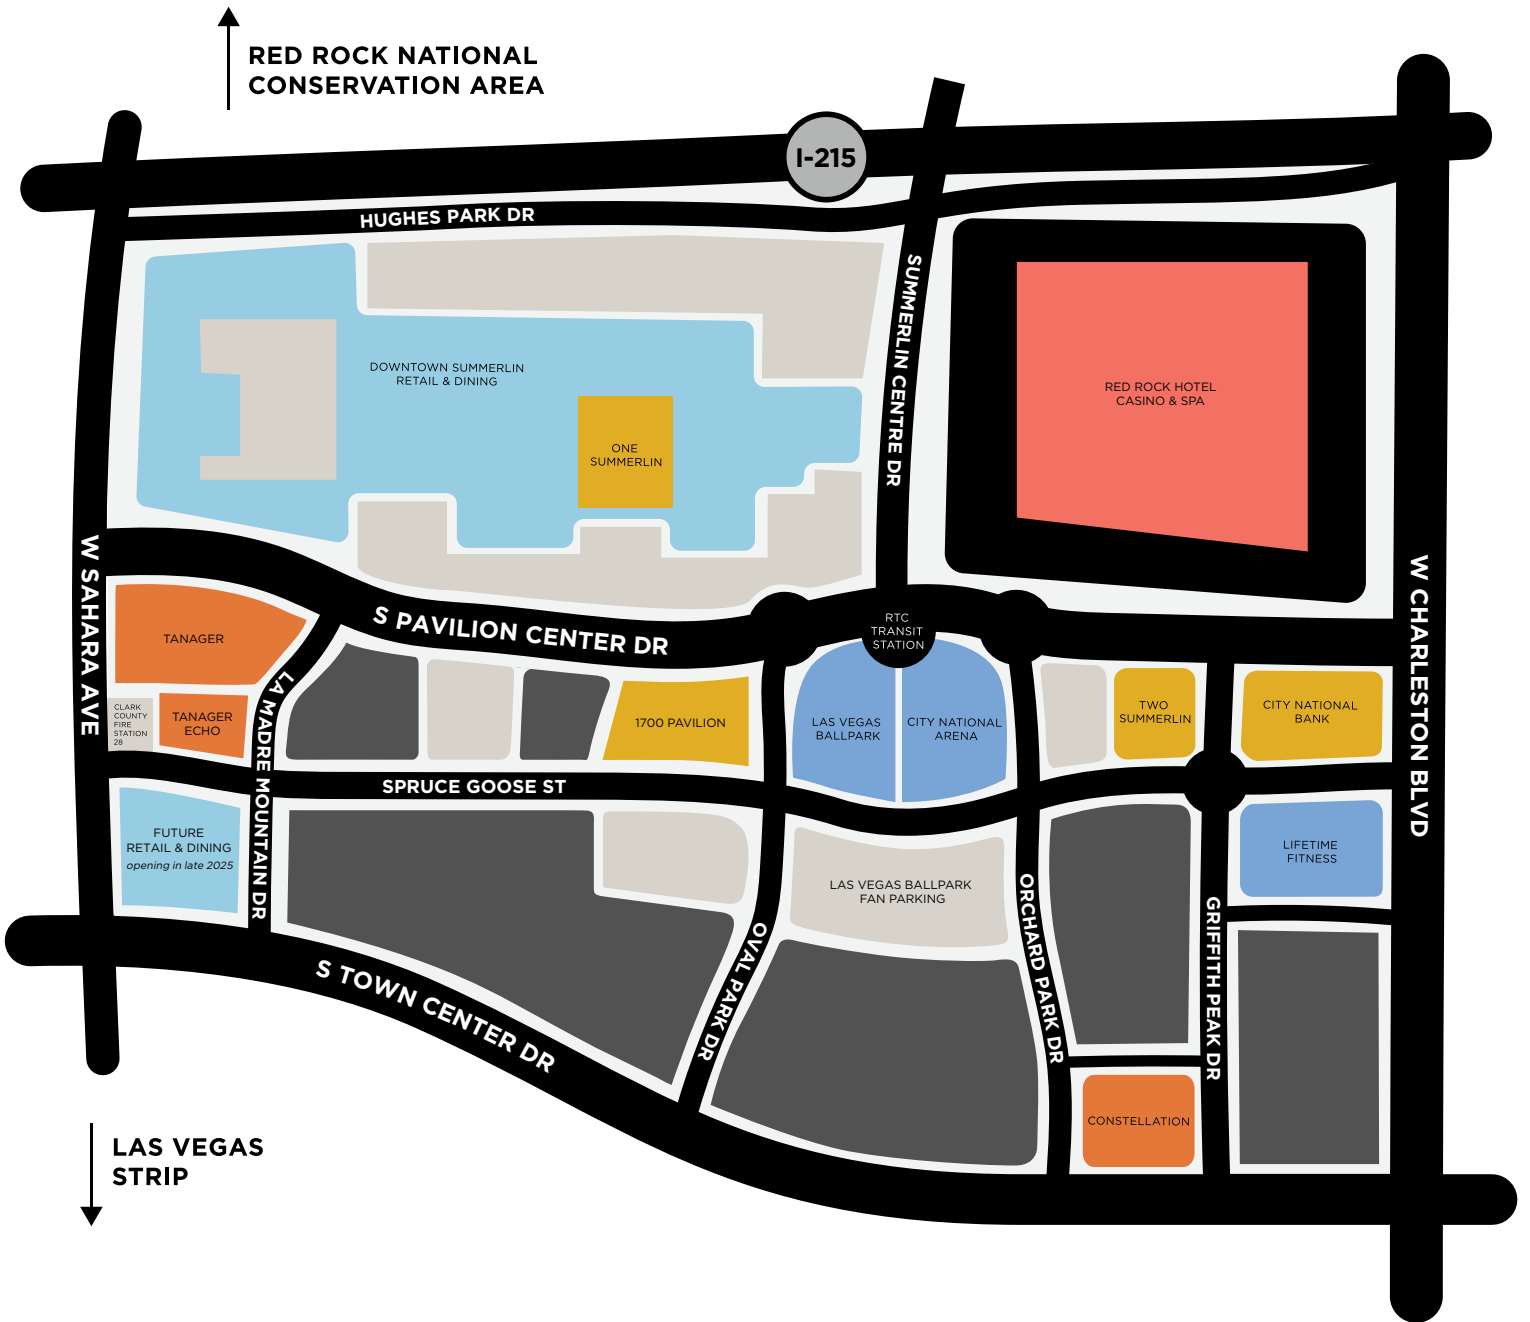 RED ROCK NATIONAL
CONSERVATION AREA
I-215
HUGHES PARK DR
SUMMERLIN CENTRE DR
DOWNTOWN SUMMERLIN
RETAIL & DINING
RED ROCK HOTEL
CASINO & SPA
ONE
SUMMERLIN
W SAHARA AVE
W CHARLESTON BLVD
S PAVILION CENTER DR
RTC
TRANSIT
STATION
TANAGER
LA MADRE MOUNTAIN DR
CLARK
COUNTY
FIRE
STATION
28
TANAGER
ECHO
1700 PAVILION
LAS VEGAS
BALLPARK
CITY NATIONAL
ARENA
TWO
SUMMERLIN
CITY NATIONAL
BANK
SPRUCE GOOSE ST
FUTURE
RETAIL & DINING
opening in late 2025
LIFETIME
FITNESS
LAS VEGAS BALLPARK
FAN PARKING
ORCHARD PARK DR
GRIFFITH PEAK DR
OVAL PARK DR
S TOWN CENTER DR
CONSTELLATION
LAS VEGAS
STRIP